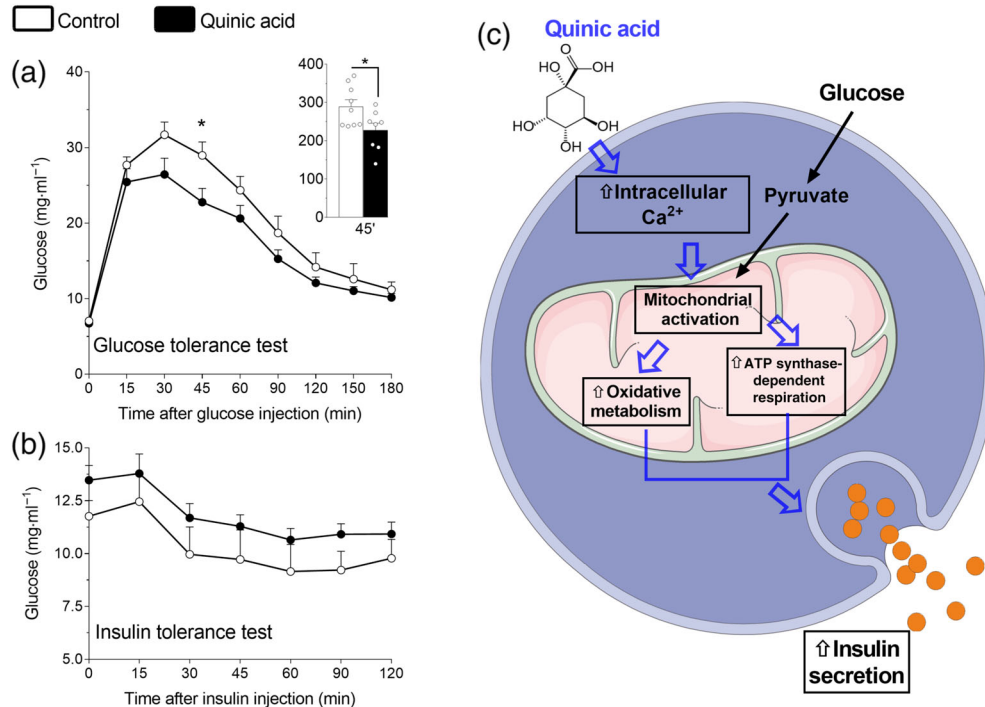 Control Quinic acid
(a)
Glucose (mg·ml−1)
40
30
20
10
0
0 15 30 45 60 90 120 150 180
Time after glucose injection (min)
Glucose tolerance test
*
400
300
200
100
0
*
45'
(b)
Glucose (mg·ml−1)
15.0
12.5
10.0
7.5
5.0
0 15 30 45 60 90 120
Time after insulin injection (min)
Insulin tolerance test
(c)
Quinic acid
HO
O
OH
HO
HO
OH
OH
Glucose
Pyruvate
⇧Intracellular
Ca2+
Mitochondrial
activation
⇧Oxidative
metabolism
⇧ATP synthase-
dependent
respiration
⇧Insulin
secretion